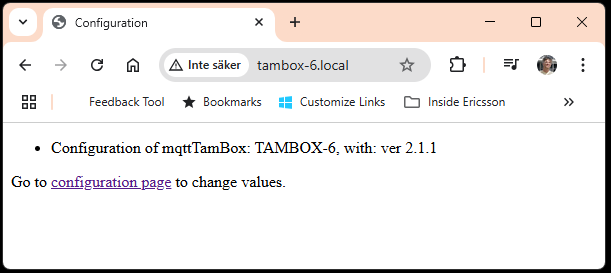 Configuration
Inte säker
tambox-6.local
Feedback Tool
Bookmarks
Customize Links
Inside Ericsson
Configuration of mqttTamBox: TAMBOX-6, with: ver 2.1.1
Go to configuration page to change values.